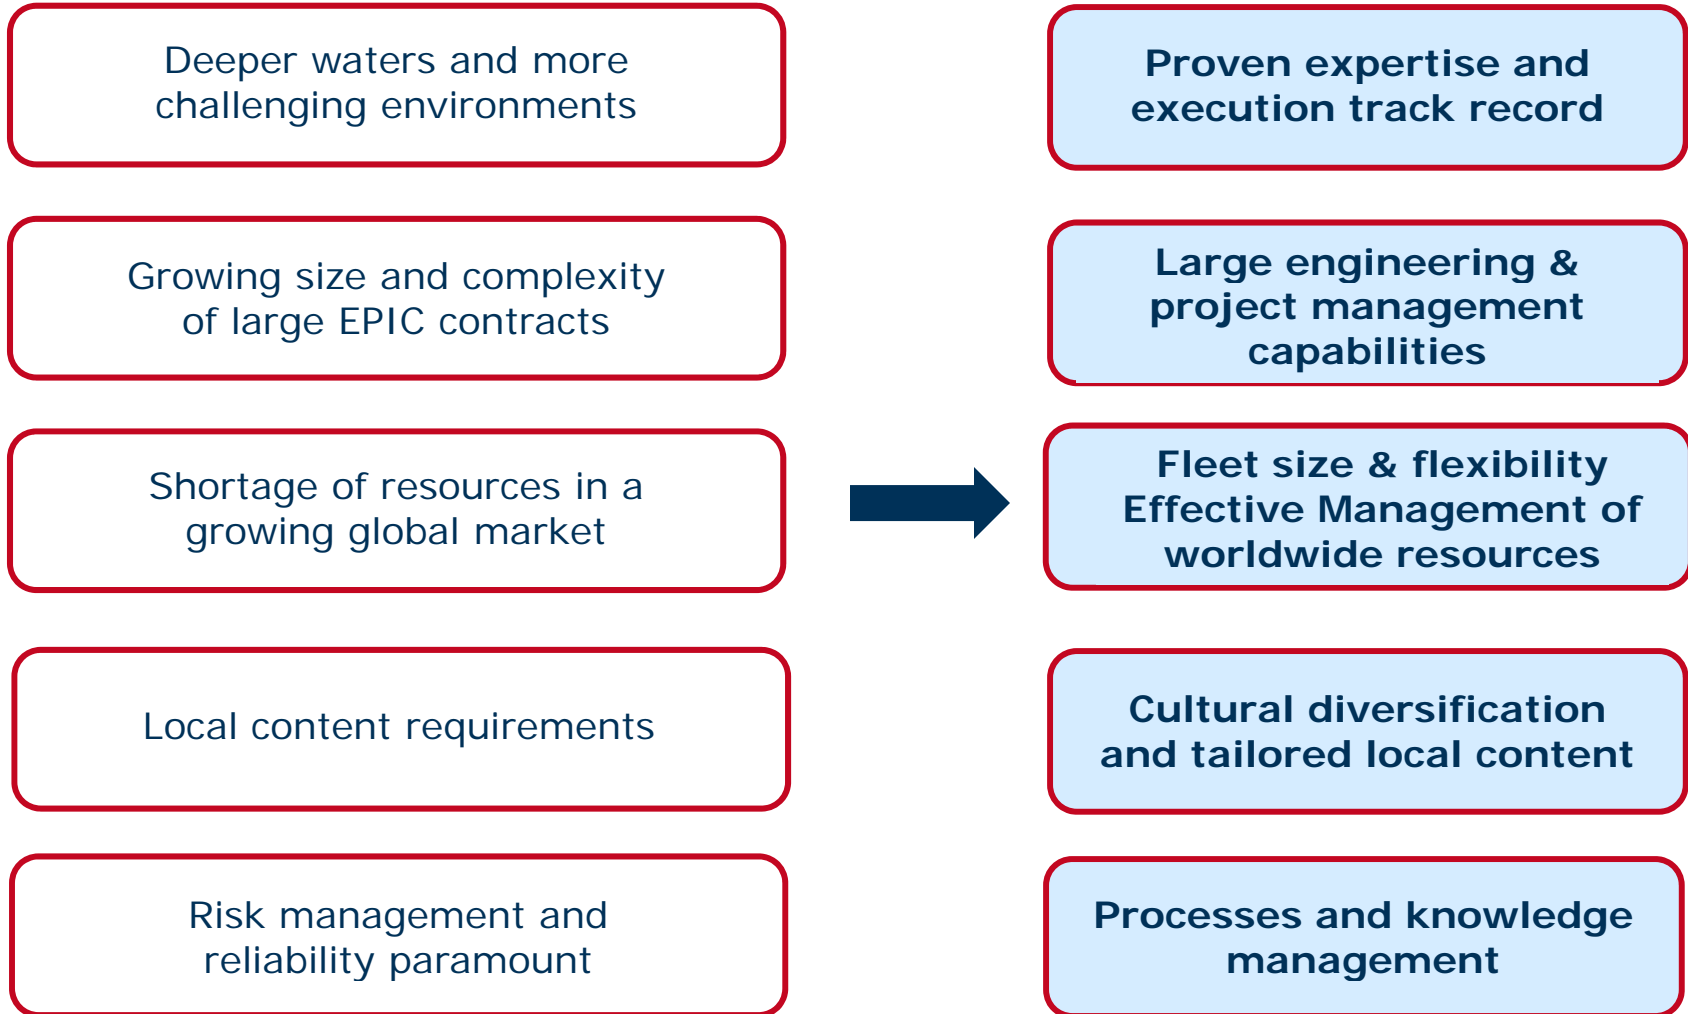 Deeper waters and more
challenging environments
Proven expertise and
execution track record
Growing size and complexity
of large EPIC contracts
Large engineering &
project management
capabilities
Shortage of resources in a
growing global market
Fleet size & flexibility
Effective Management of
worldwide resources
Local content requirements
Cultural diversification
and tailored local content
Risk management and
reliability paramount
Processes and knowledge
management